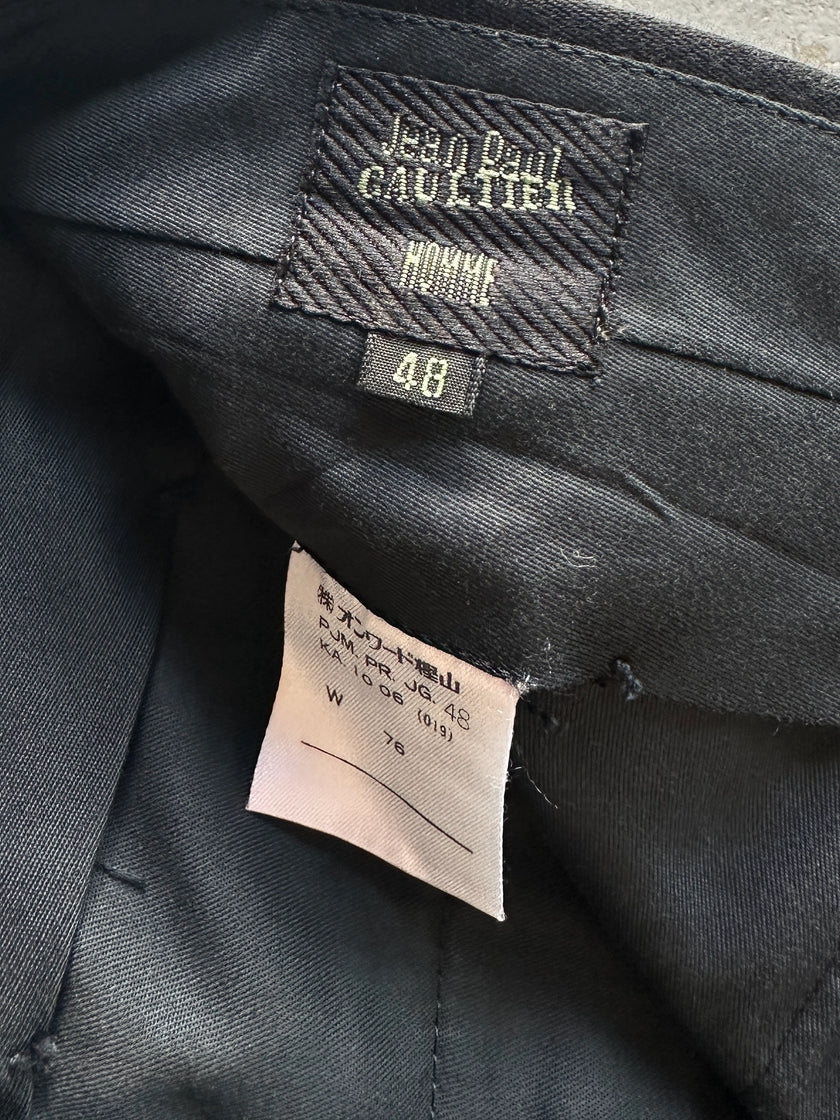 Jean Paul
GAULTIER
HOMME
48
㈱オンワード樫山
PJM. PR. JG. 48
KA 10 06 (019)
W 76